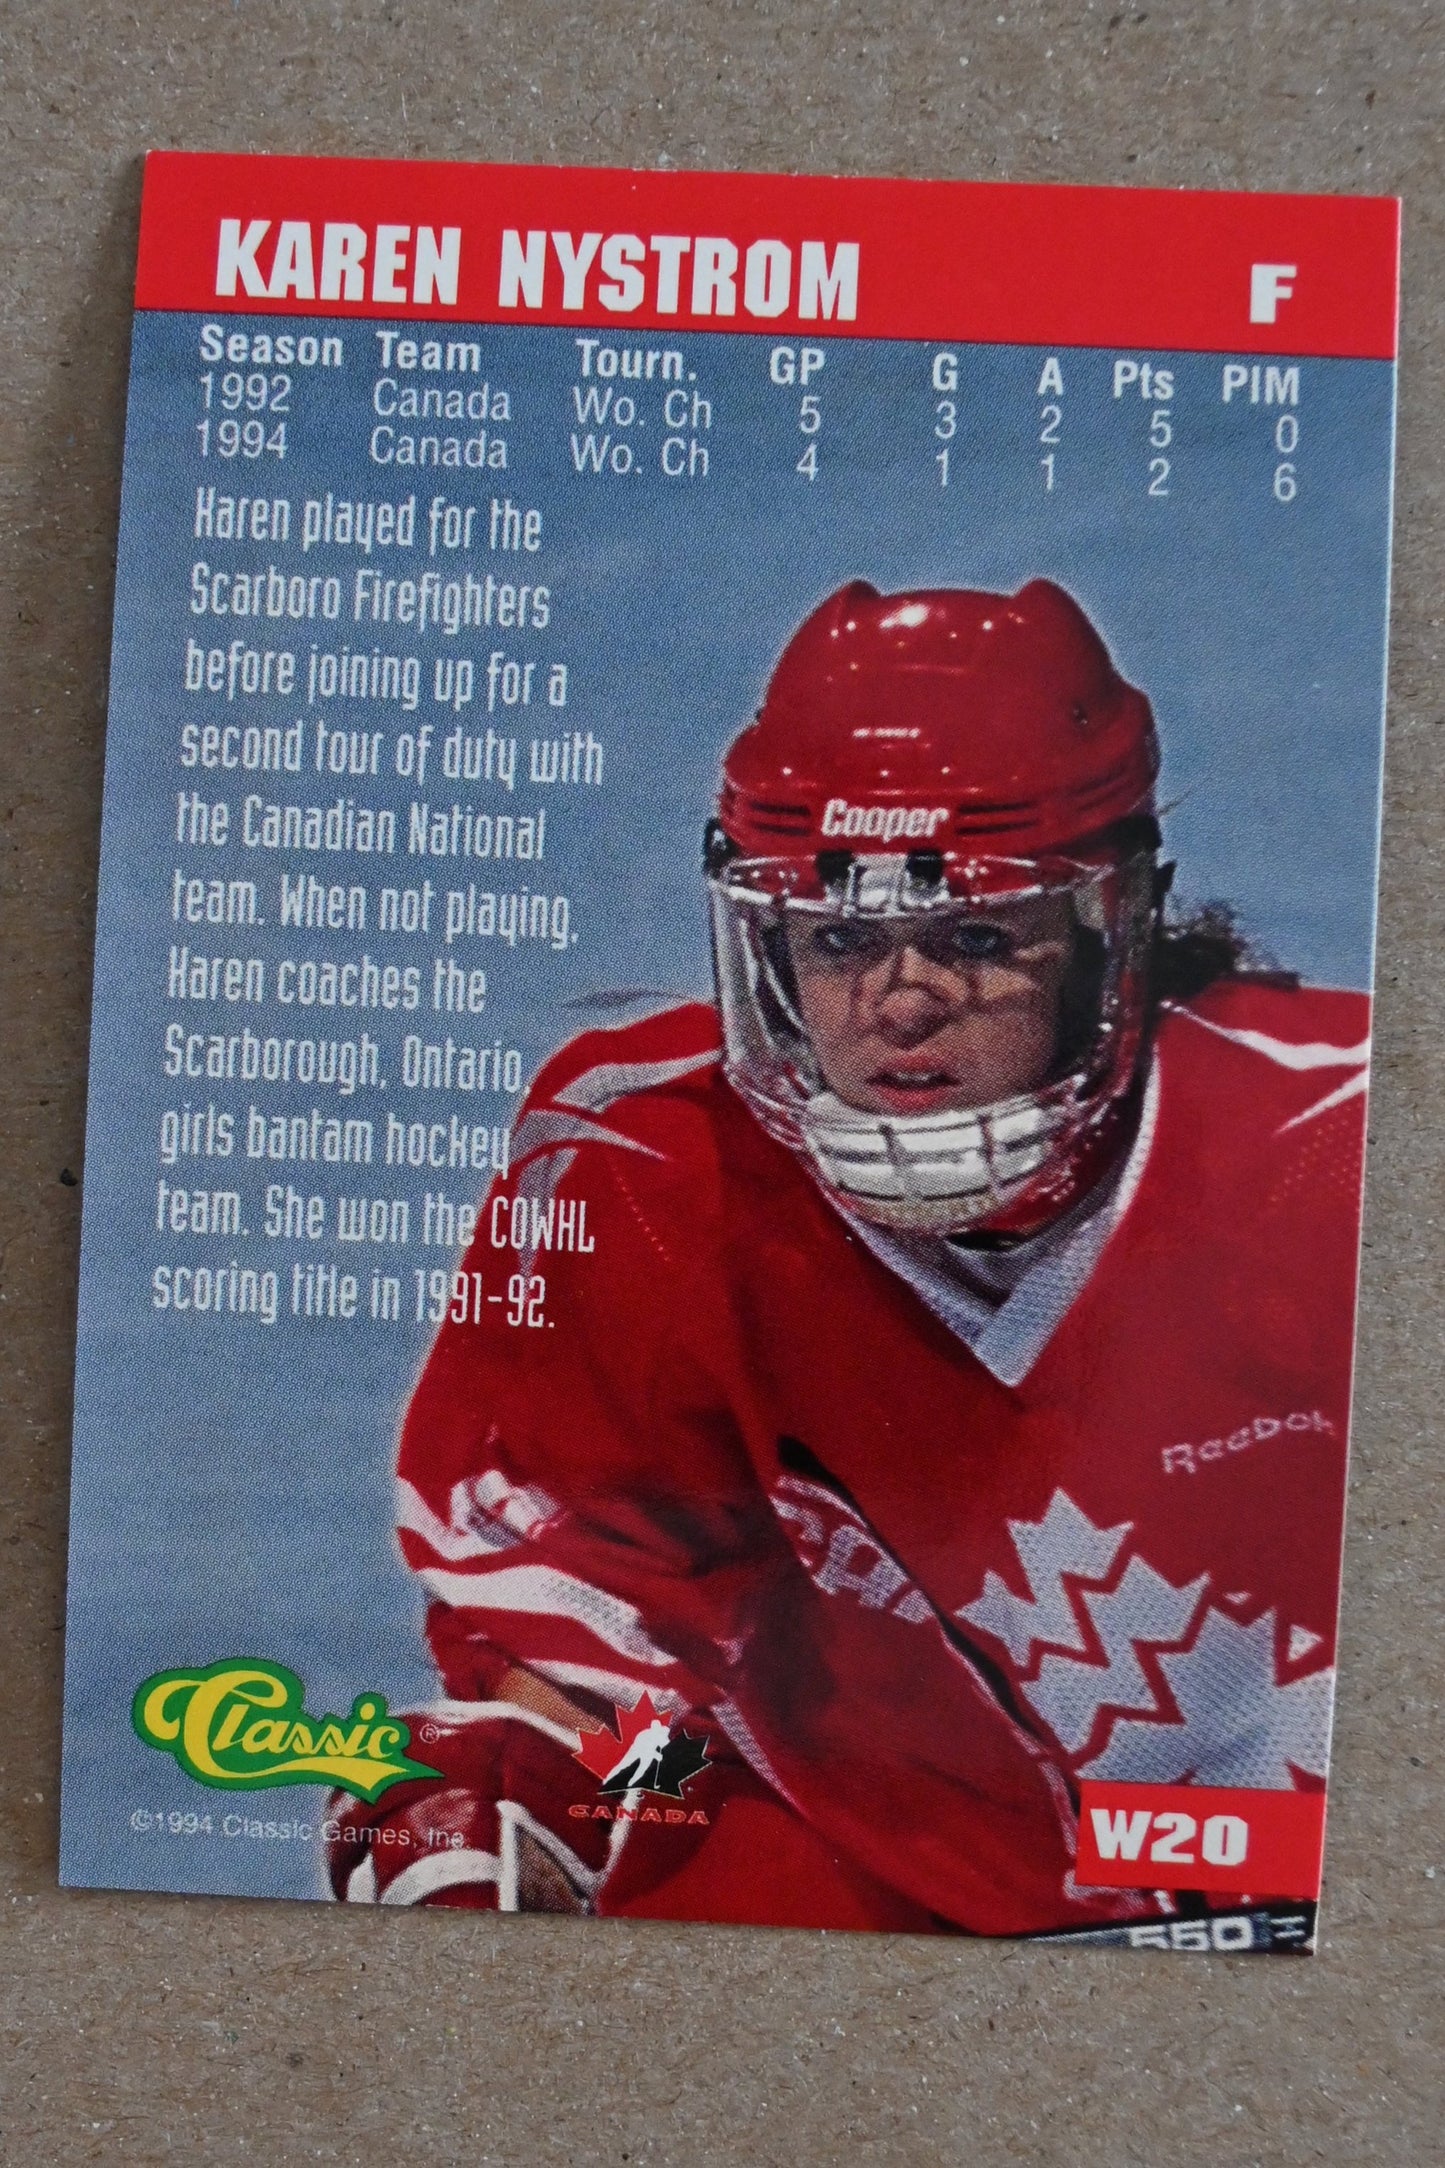 KAREN NYSTROM F
Season Team Tourn. GP G A Pts PIM
1992 Canada Wo. Ch 5 3 2 5 0
1994 Canada Wo. Ch 4 1 1 2 6
Karen played for the
Scarboro Firefighters
before joining up for a
second tour of duty with
the Canadian National
team. When not playing,
Karen coaches the
Scarborough, Ontario,
girls bantam hockey
team. She won the COWHL
scoring title in 1991-92.
Cooper
Reebok
Classic®
CANADA
©1994 Classic Games, Inc.
W20
550